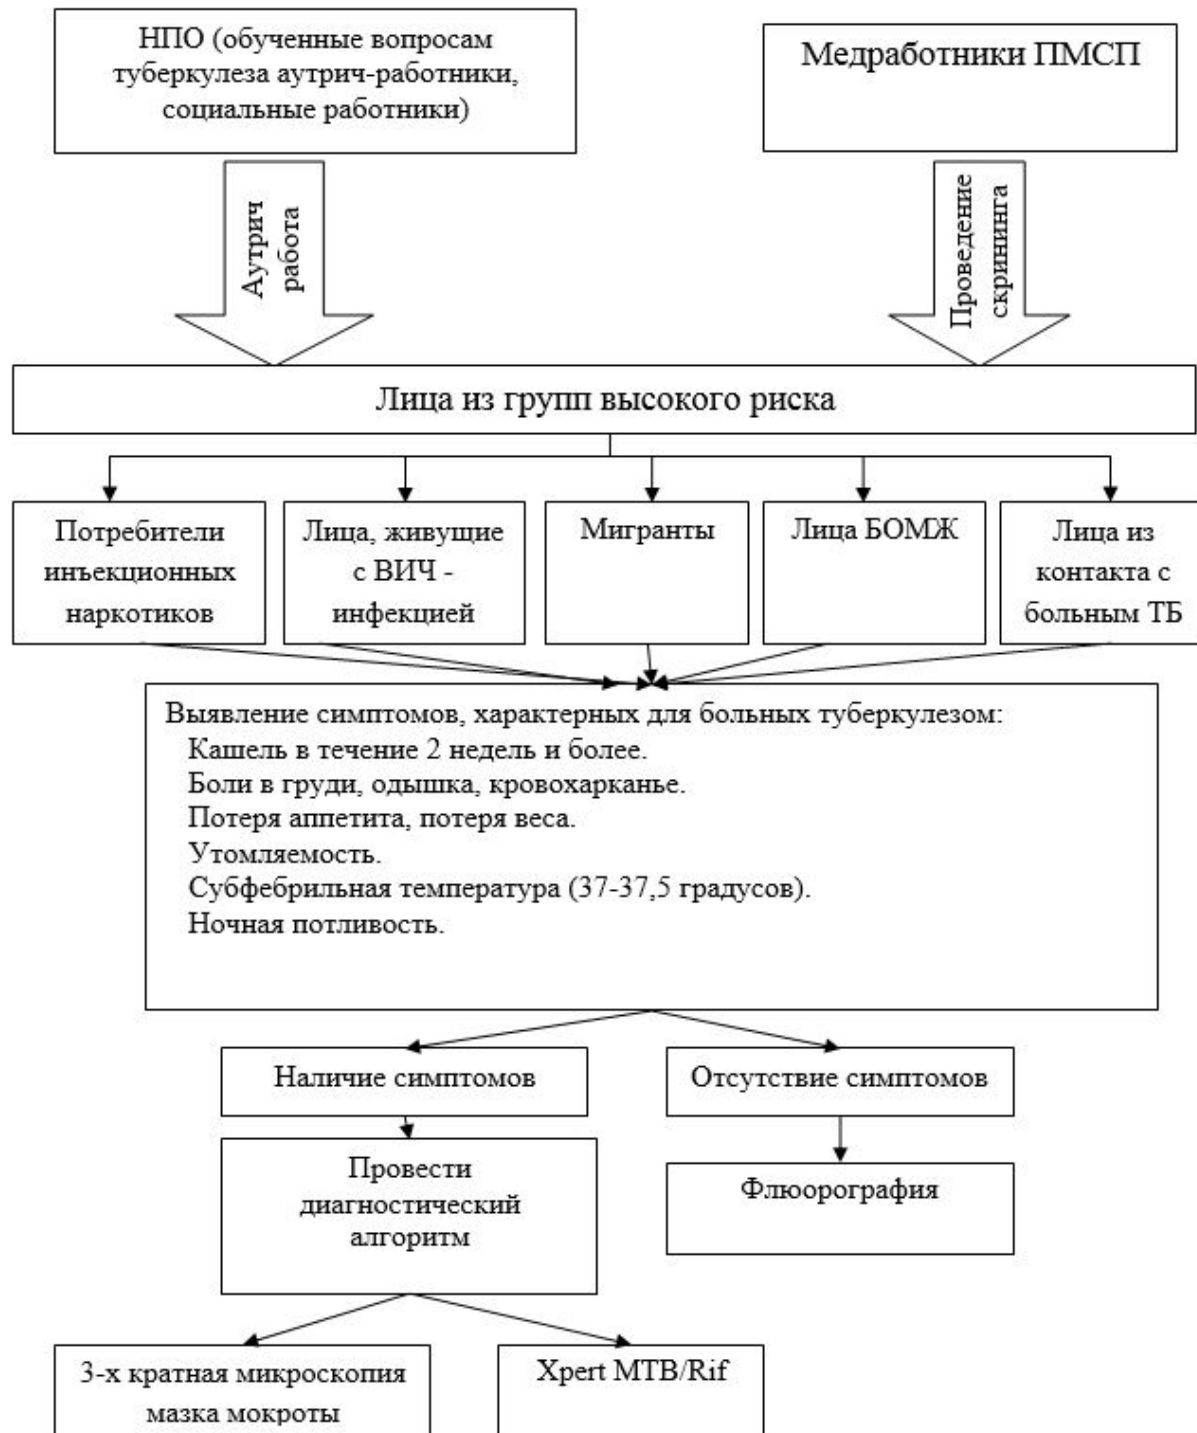 НПО (обученные вопросам
туберкулеза аутрич-работники,
социальные работники)
Медработники ПМСП
Аутрич
работа
Проведение
скрининга
Лица из групп высокого риска
Потребители
инъекционных
наркотиков
Лица, живущие
с ВИЧ -
инфекцией
Мигранты
Лица БОМЖ
Лица из
контакта с
больным ТБ
Выявление симптомов, характерных для больных туберкулезом:
Кашель в течение 2 недель и более.
Боли в груди, одышка, кровохарканье.
Потеря аппетита, потеря веса.
Утомляемость.
Субфебрильная температура (37-37,5 градусов).
Ночная потливость.
Наличие симптомов
Отсутствие симптомов
Провести
диагностический
алгоритм
Флюорография
3-х кратная микроскопия
мазка мокроты
Xpert MTB/Rif